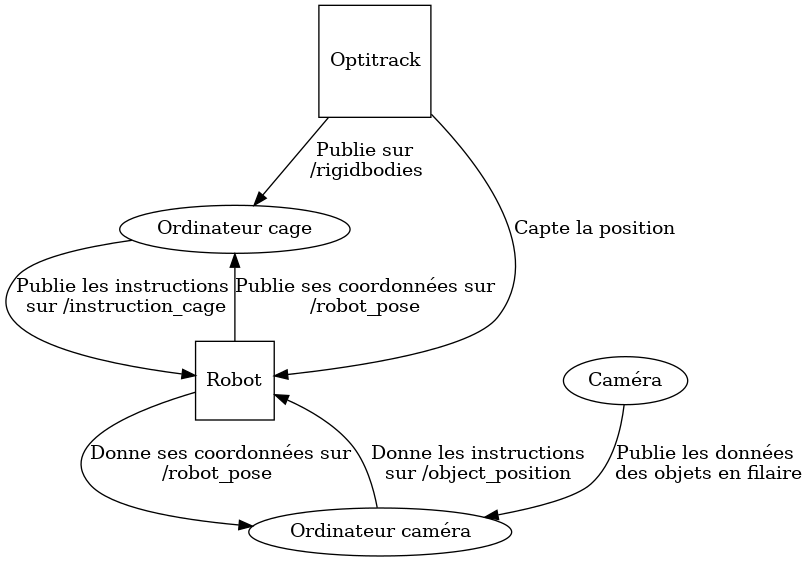 Optitrack
Publie sur
/rigidbodies
Ordinateur cage
Capte la position
Publie les instructions
sur /instruction_cage
Publie ses coordonnées sur
/robot_pose
Robot
Caméra
Donne ses coordonnées sur
/robot_pose
Donne les instructions
sur /object_position
Publie les données
des objets en filaire
Ordinateur caméra